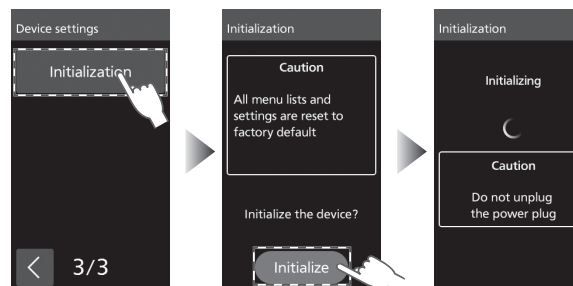 Device settings
Initialization
3/3
Initialization
Caution
All menu lists and
settings are reset to
factory default
Initialize the device?
Initialize
Initialization
Initializing
Caution
Do not unplug
the power plug